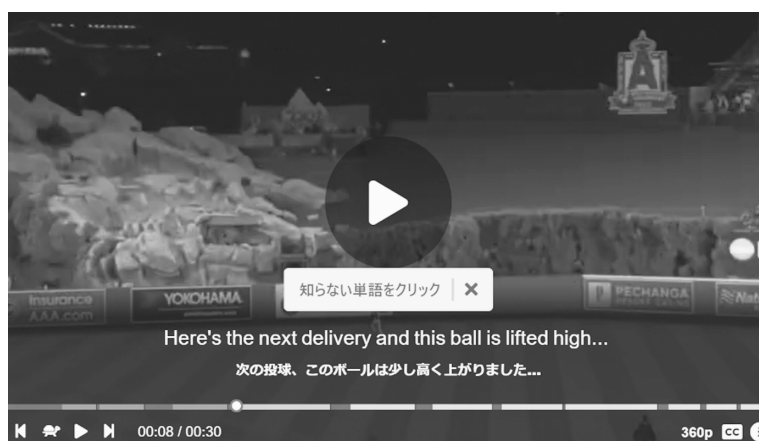 A
Insurance
AAA.com
YOKOHAMA
PECHANGA
知らない単語をクリック
Here's the next delivery and this ball is lifted high...
次の投球、このボールは少し高く上がりました...
00:08 / 00:30
360p
CC